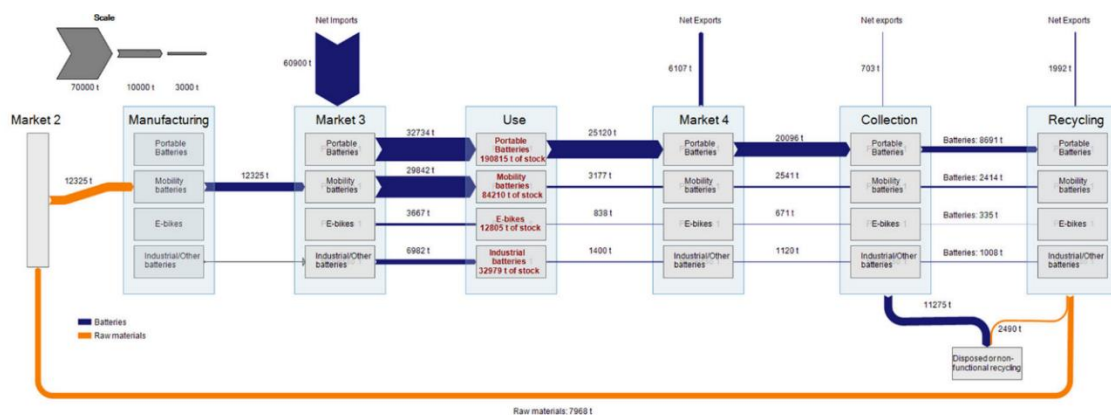 Scale
70000 t
10000 t
3000 t
Net Imports
60900 t
Net Exports
6107 t
Net exports
703 t
Net Exports
1992 t
Market 2
Manufacturing
Market 3
Use
Market 4
Collection
Recycling
12325 t
Portable
Batteries
Mobility
batteries
E-bikes
Industrial/Other
batteries
12325 t
Portable
Batteries
Mobility
batteries
E-bikes
Industrial/Other
batteries
32734 t
29842 t
3667 t
6982 t
Portable
Batteries
190815 t of stock
Mobility
batteries
84210 t of stock
E-bikes
12805 t of stock
Industrial
batteries
32979 t of stock
25120 t
3177 t
838 t
1400 t
Portable
Batteries
Mobility
batteries
E-bikes
Industrial/Other
batteries
20096 t
2541 t
671 t
1120 t
Portable
Batteries
Mobility
batteries
E-bikes
Industrial/Other
batteries
Batteries: 8691 t
Batteries: 2414 t
Batteries: 335 t
Batteries: 1008 t
Portable
Batteries
Mobility
batteries
E-bikes
Industrial/Other
batteries
Batteries
Raw materials
11275 t
2490 t
Disposed or non-
functional recycling
Raw materials: 7968 t